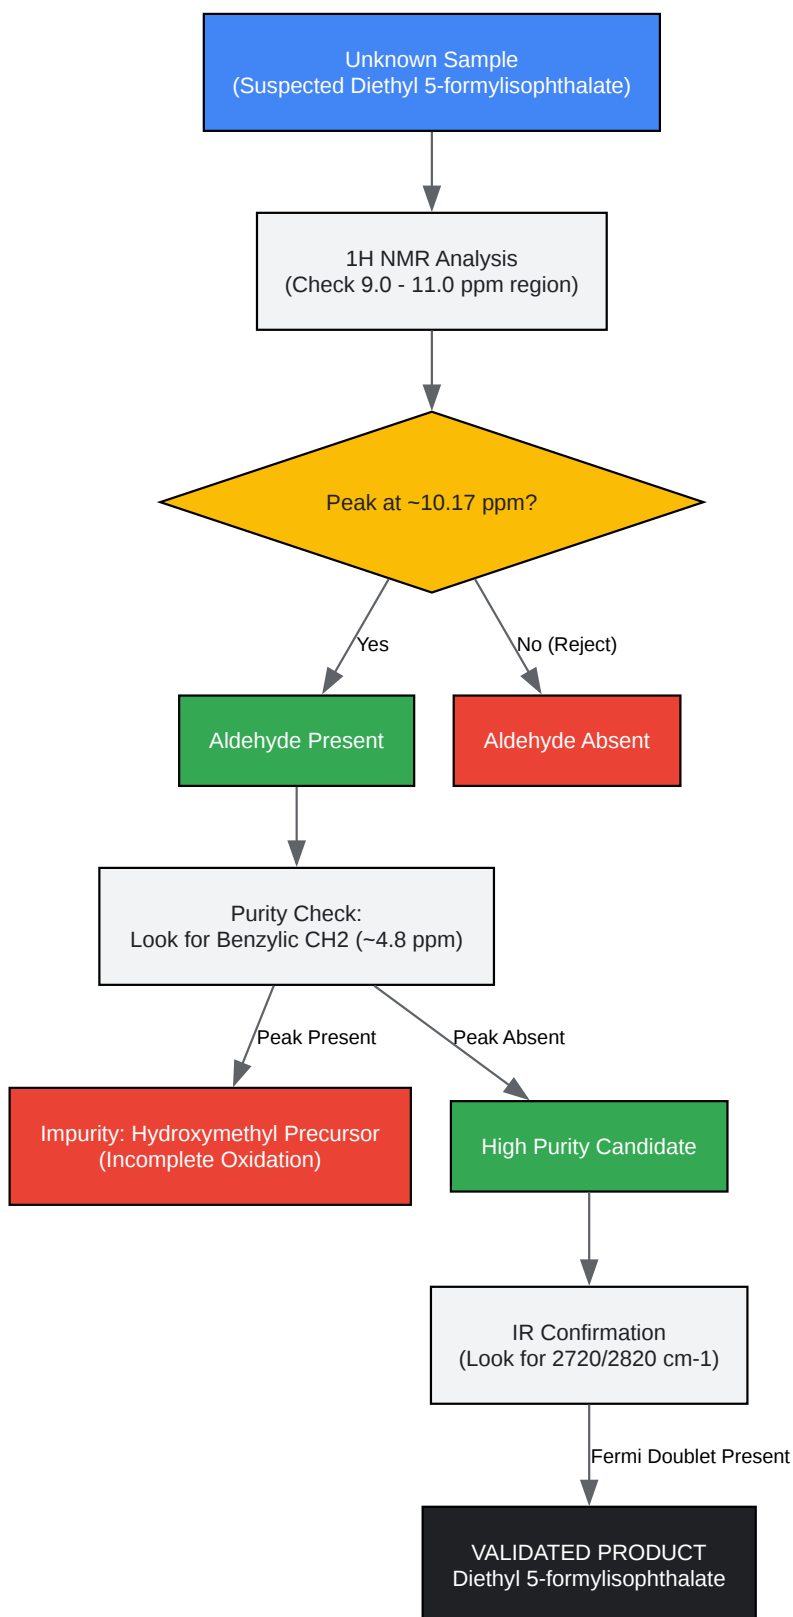 Unknown Sample
(Suspected Diethyl 5-formylisophthalate)
1H NMR Analysis
(Check 9.0 - 11.0 ppm region)
Peak at ~10.17 ppm?
Yes
No (Reject)
Aldehyde Present
Aldehyde Absent
Purity Check:
Look for Benzylic CH2 (~4.8 ppm)
Peak Present
Peak Absent
Impurity: Hydroxymethyl Precursor
(Incomplete Oxidation)
High Purity Candidate
IR Confirmation
(Look for 2720/2820 cm-1)
Fermi Doublet Present
VALIDATED PRODUCT
Diethyl 5-formylisophthalate